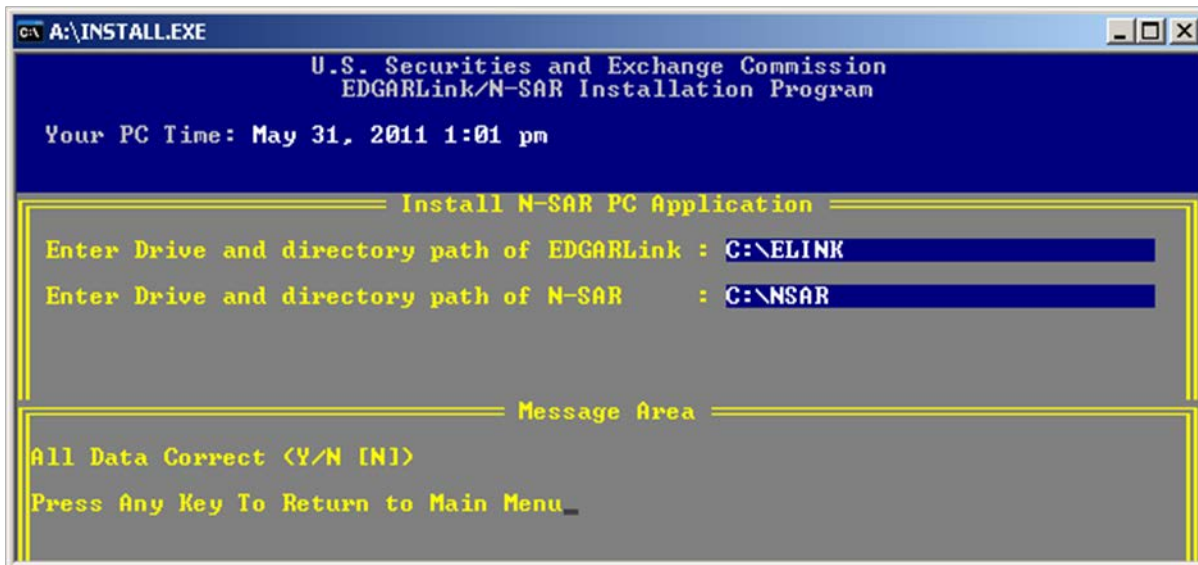 A:\INSTALL.EXE
U.S. Securities and Exchange Commission
EDGARLink/N-SAR Installation Program
Your PC Time: May 31, 2011 1:01 pm
Install N-SAR PC Application
Enter Drive and directory path of EDGARLink : C:\ELINK
Enter Drive and directory path of N-SAR : C:\NSAR
Message Area
All Data Correct (Y/N [N])
Press Any Key To Return to Main Menu_